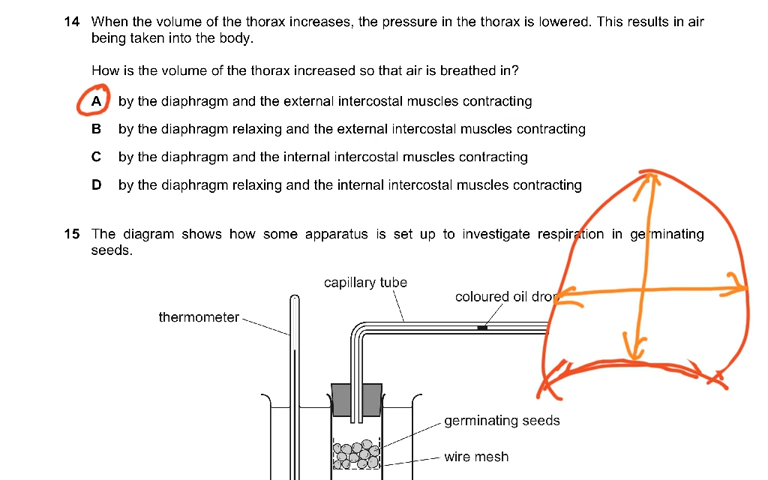 14 When the volume of the thorax increases, the pressure in the thorax is lowered. This results in air
being taken into the body.
How is the volume of the thorax increased so that air is breathed in?
A by the diaphragm and the external intercostal muscles contracting
B by the diaphragm relaxing and the external intercostal muscles contracting
C by the diaphragm and the internal intercostal muscles contracting
D by the diaphragm relaxing and the internal intercostal muscles contracting
15 The diagram shows how some apparatus is set up to investigate respiration in germinating
seeds.
capillary tube
coloured oil drop
thermometer
germinating seeds
wire mesh